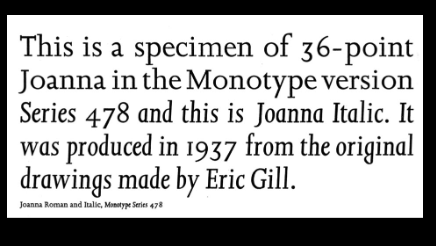 This is a specimen of 36-point
Joanna in the Monotype version
Series 478 and this is Joanna Italic. It
was produced in 1937 from the original
drawings made by Eric Gill.
Joanna Roman and Italic, Monotype Series 478